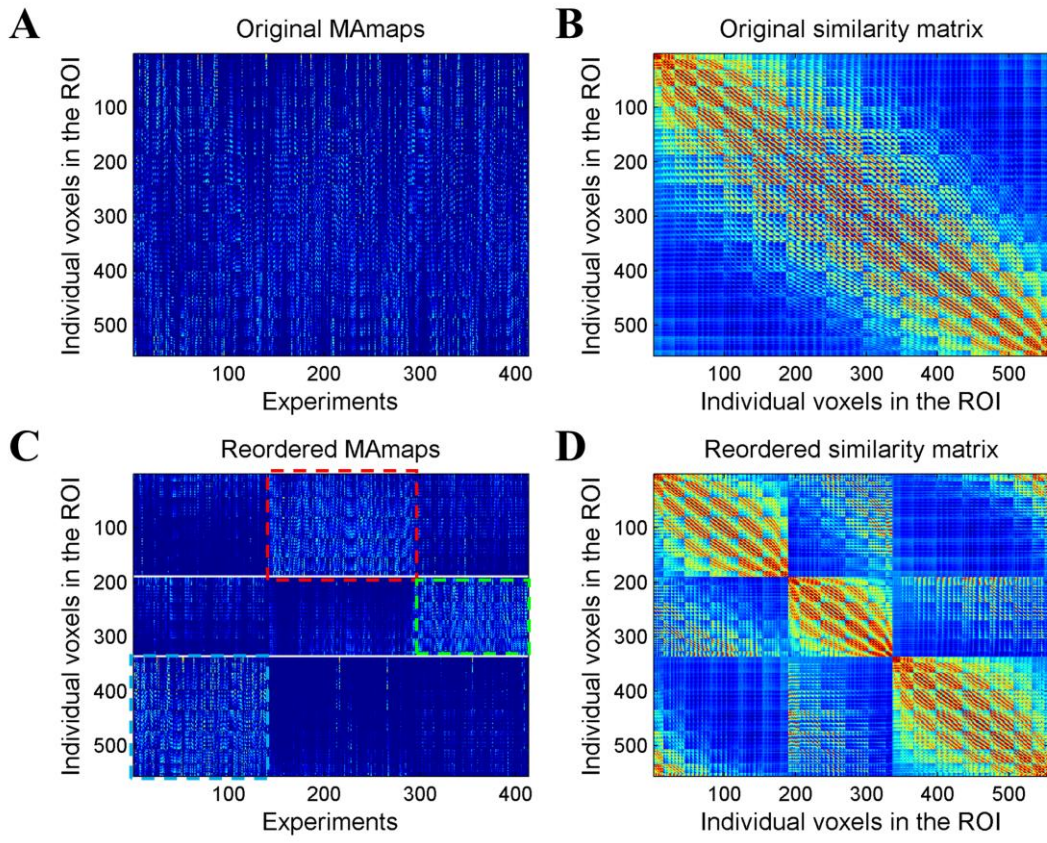 A
Original MAmaps
Individual voxels in the ROI
100
200
300
400
500
100
200
300
400
Experiments
B
Original similarity matrix
Individual voxels in the ROI
100
200
300
400
500
100
200
300
400
500
Individual voxels in the ROI
C
Reordered MAmaps
Individual voxels in the ROI
100
200
300
400
500
100
200
300
400
Experiments
D
Reordered similarity matrix
Individual voxels in the ROI
100
200
300
400
500
100
200
300
400
500
Individual voxels in the ROI